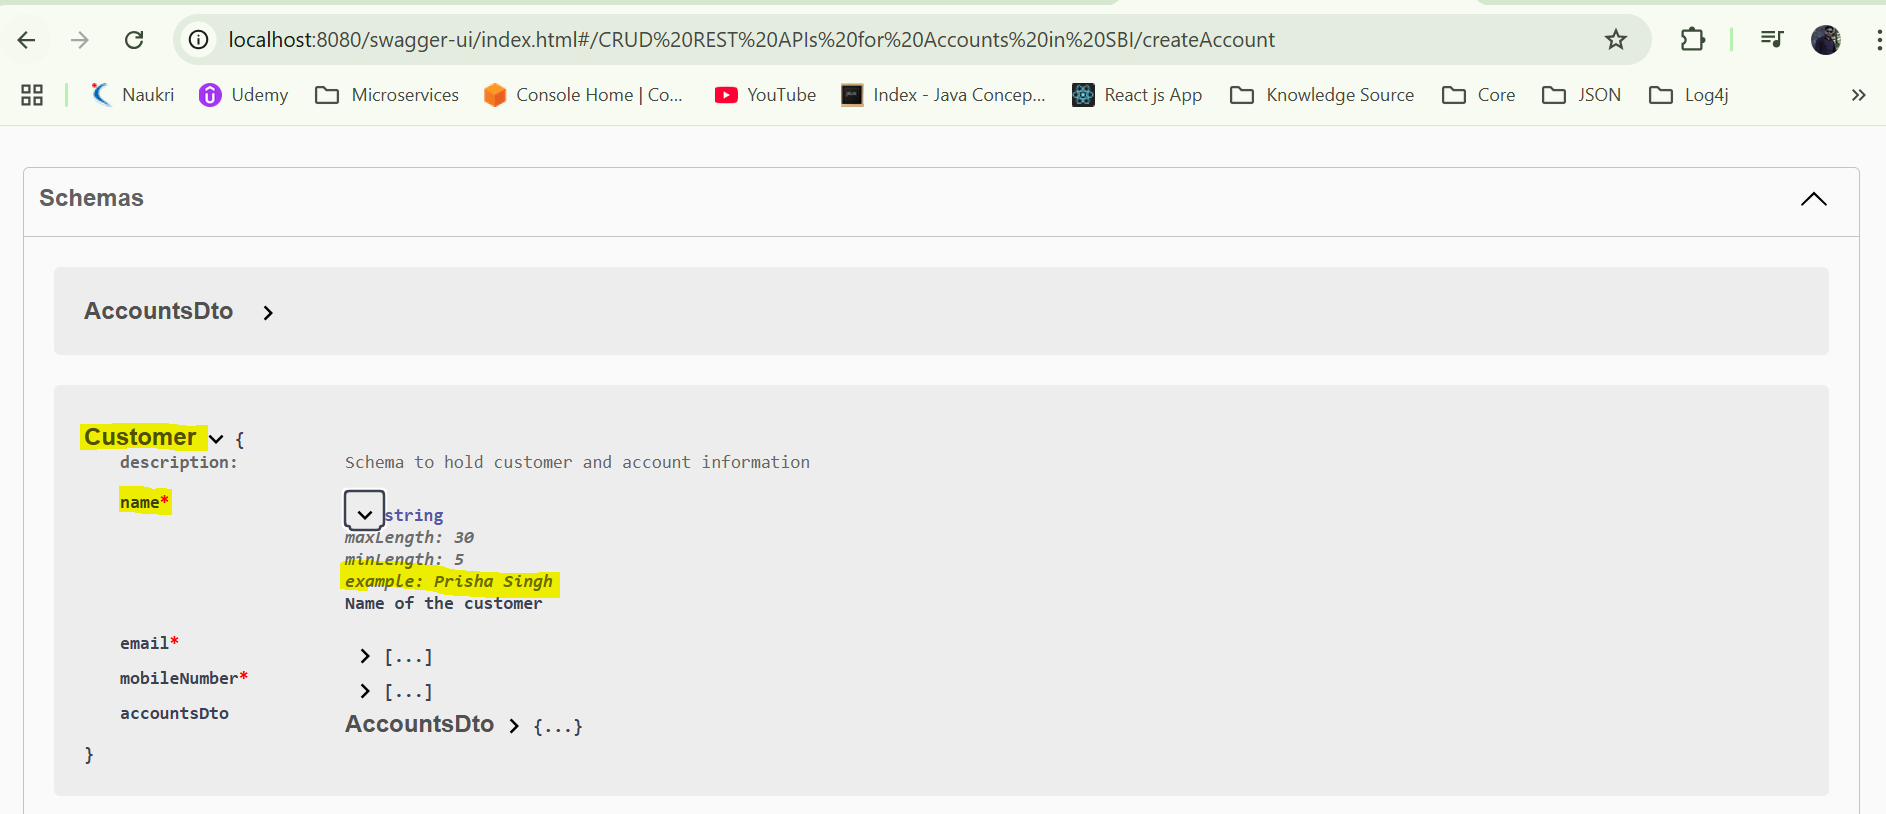 localhost:8080/swagger-ui/index.html#/CRUD%20REST%20APIs%20for%20Accounts%20in%20SBI/createAccount
Naukri Udemy Microservices Console Home | Co... YouTube Index - Java Concep... React js App Knowledge Source Core JSON Log4j »
Schemas
AccountsDto
Customer {
description: Schema to hold customer and account information
name* string
maxLength: 30
minLength: 5
example: Prisha Singh
Name of the customer
email* [...]
mobileNumber* [...]
accountsDto AccountsDto {...}
}